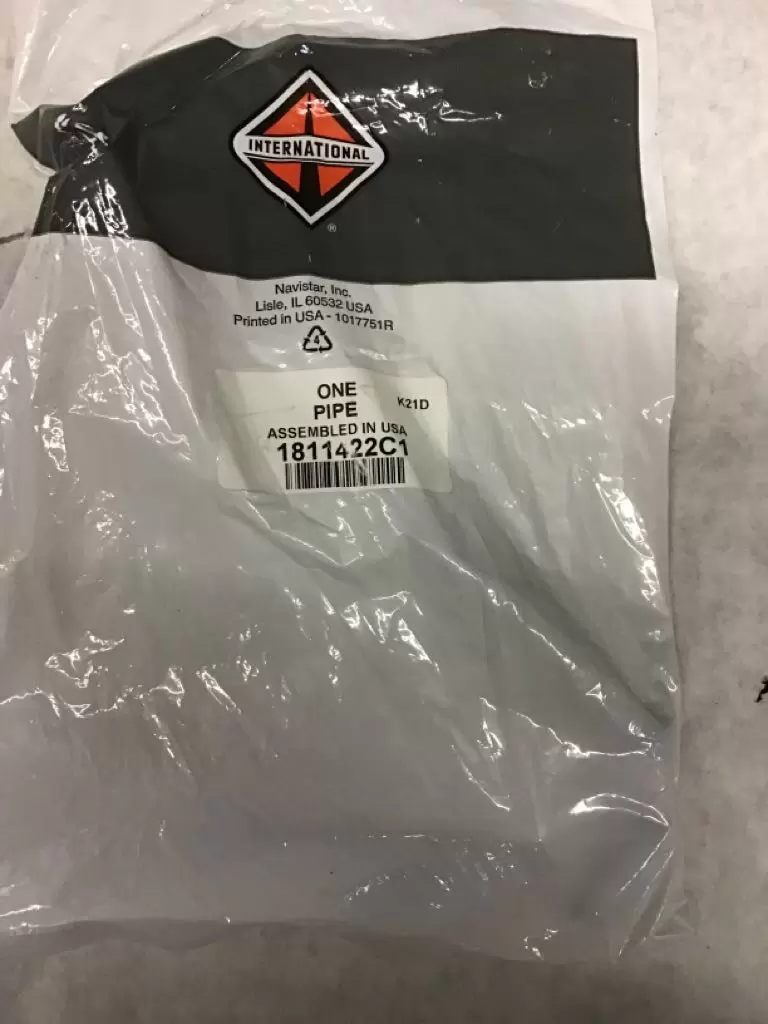 INTERNATIONAL
®
Navistar, Inc.
Lisle, IL 60532 USA
Printed in USA - 1017751R
4
ONE
PIPE
K21D
ASSEMBLED IN USA
1811422C1